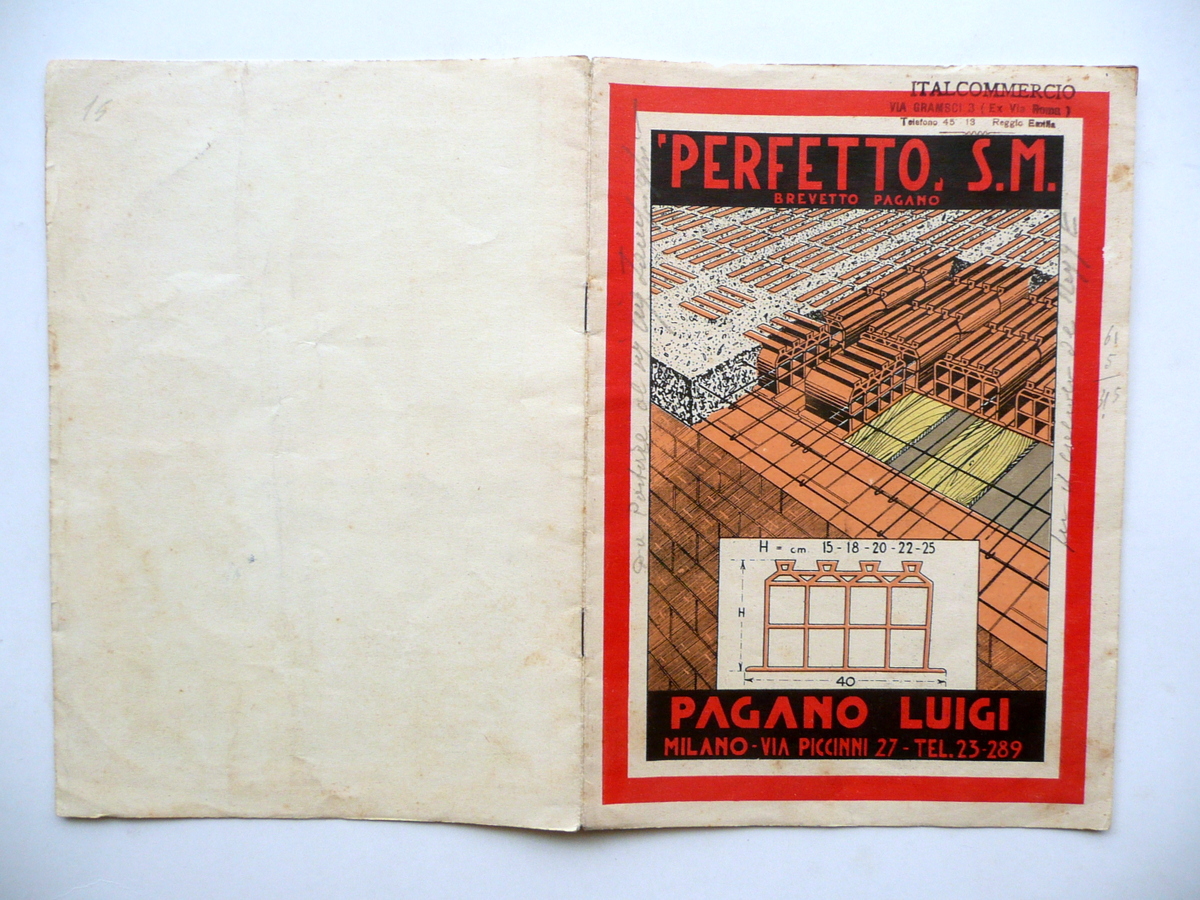 15
ITALCOMMERCIO
VIA GRAMSCI 3 ( Ex Via Roma )
Telefono 45 - 13 Reggio Emilia
"PERFETTO„ S.M.
BREVETTO PAGANO
H = cm. 15-18-20-22-25
H
40
PAGANO LUIGI
MILANO - VIA PICCINNI 27 - TEL. 23-289